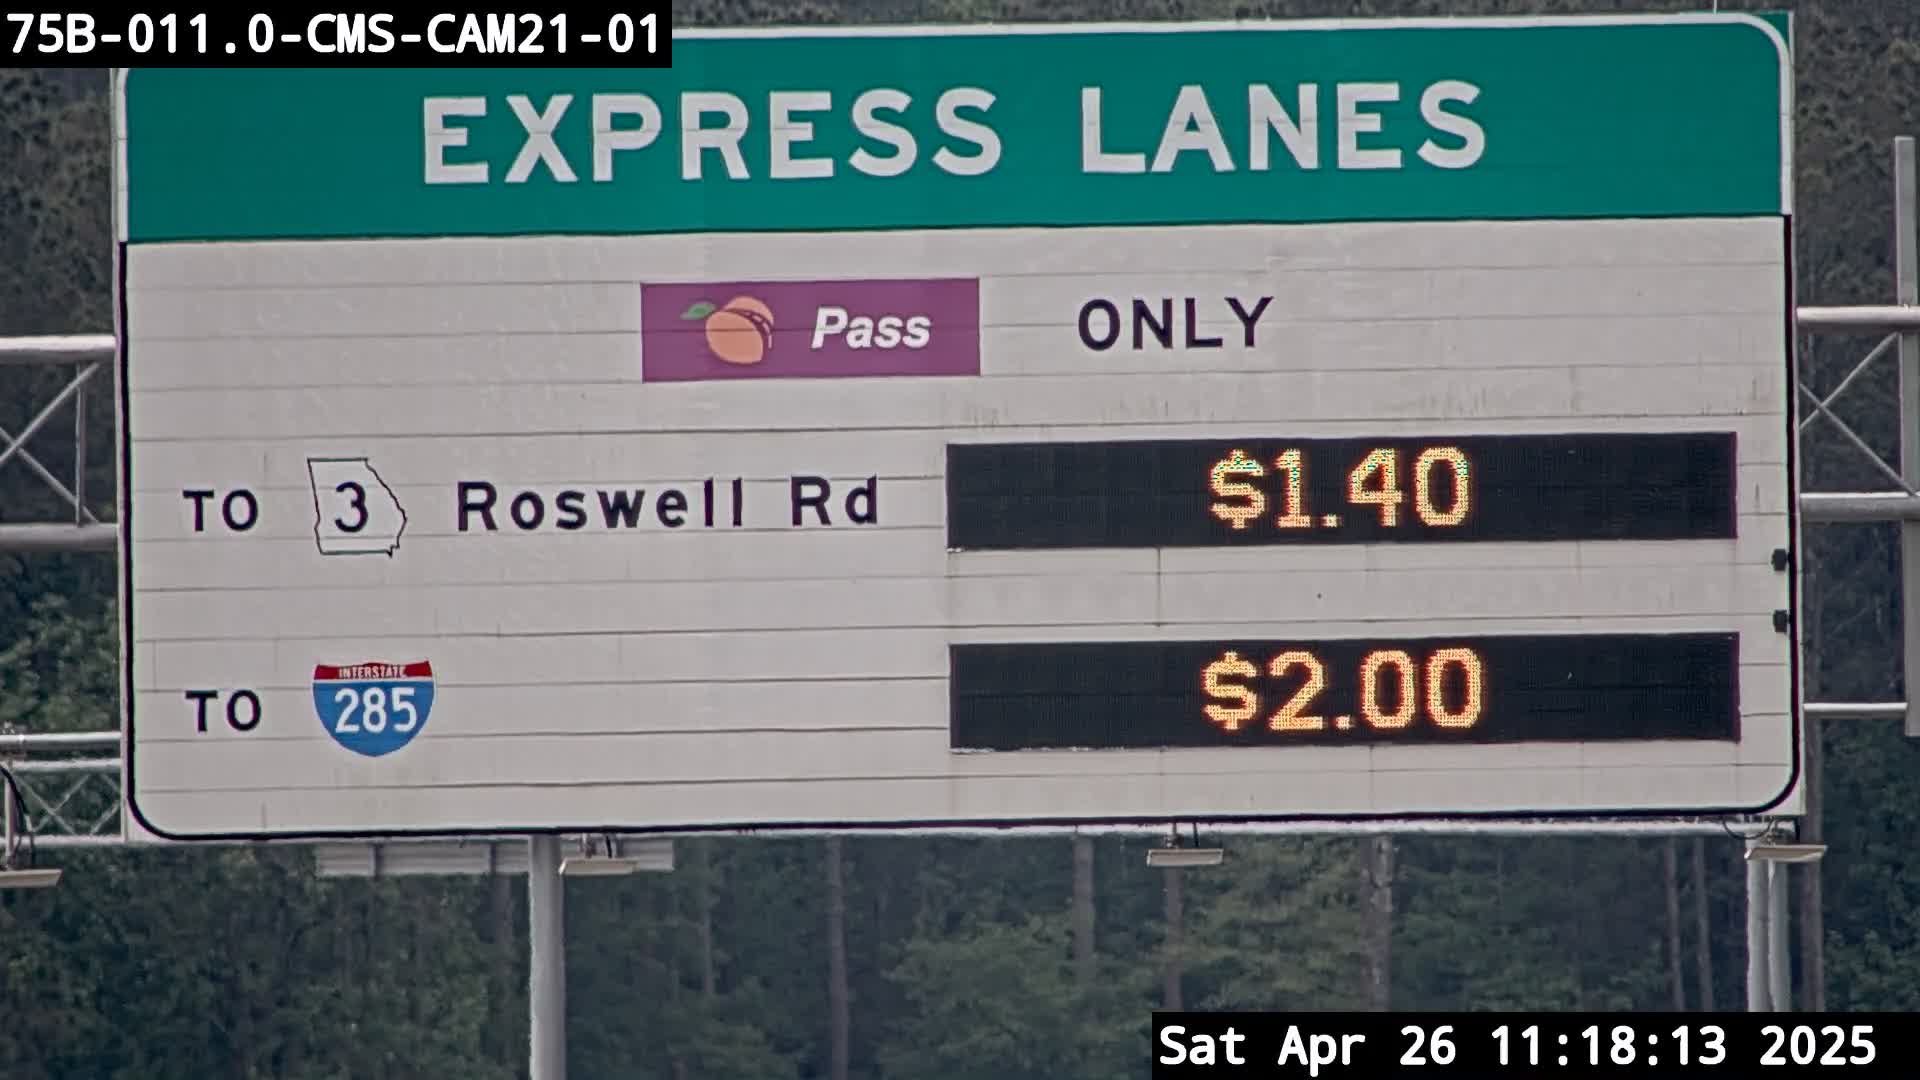 75B-011.0-CMS-CAM21-01
EXPRESS LANES
Pass ONLY
TO 3 Roswell Rd $1.40
INTERSTATE
TO 285 $2.00
Sat Apr 26 11:18:13 2025